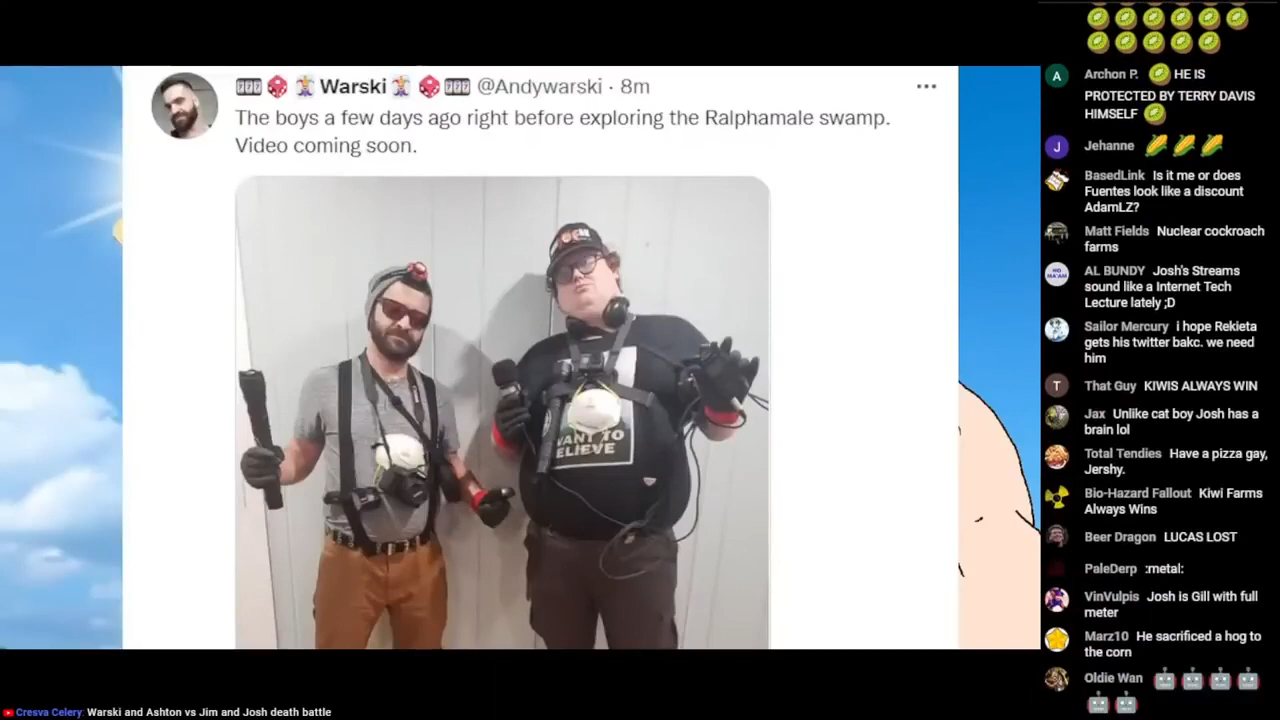 Warski @Andywarski · 8m
The boys a few days ago right before exploring the Ralphamale swamp.
Video coming soon.
WANT TO
ELIEVE
Archon P. 🥝 HE IS
PROTECTED BY TERRY DAVIS
HIMSELF 🥝
J
Jehanne 🌽🌽🌽
BasedLink Is it me or does
Fuentes look like a discount
AdamLZ?
Matt Fields Nuclear cockroach
farms
AL BUNDY Josh's Streams
sound like a Internet Tech
Lecture lately ;D
Sailor Mercury i hope Rekieta
gets his twitter bakc. we need
him
T
That Guy KIWIS ALWAYS WIN
Jax Unlike cat boy Josh has a
brain lol
Total Tendies Have a pizza gay,
Jershy.
Bio-Hazard Fallout Kiwi Farms
Always Wins
Beer Dragon LUCAS LOST
PaleDerp :metal:
VinVulpis Josh is Gill with full
meter
Marz10 He sacrificed a hog to
the corn
Oldie Wan 🤖🤖🤖🤖
🤖🤖
Cresva Celery: Warski and Ashton vs Jim and Josh death battle